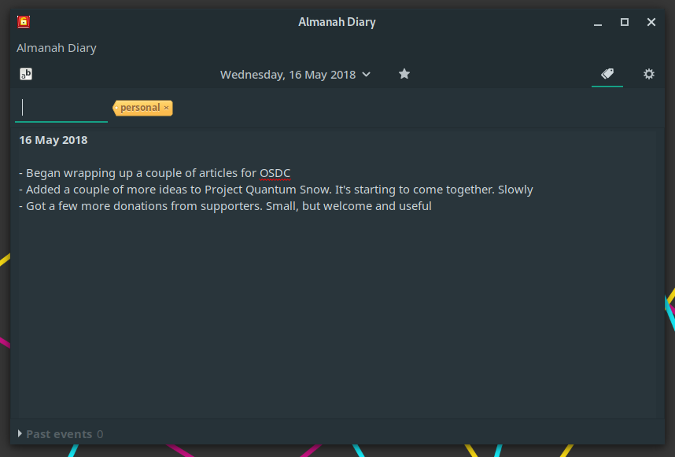 Almanah Diary
Almanah Diary
ab
Wednesday, 16 May 2018
personal ×
16 May 2018
- Began wrapping up a couple of articles for OSDC
- Added a couple of more ideas to Project Quantum Snow. It's starting to come together. Slowly
- Got a few more donations from supporters. Small, but welcome and useful
Past events 0